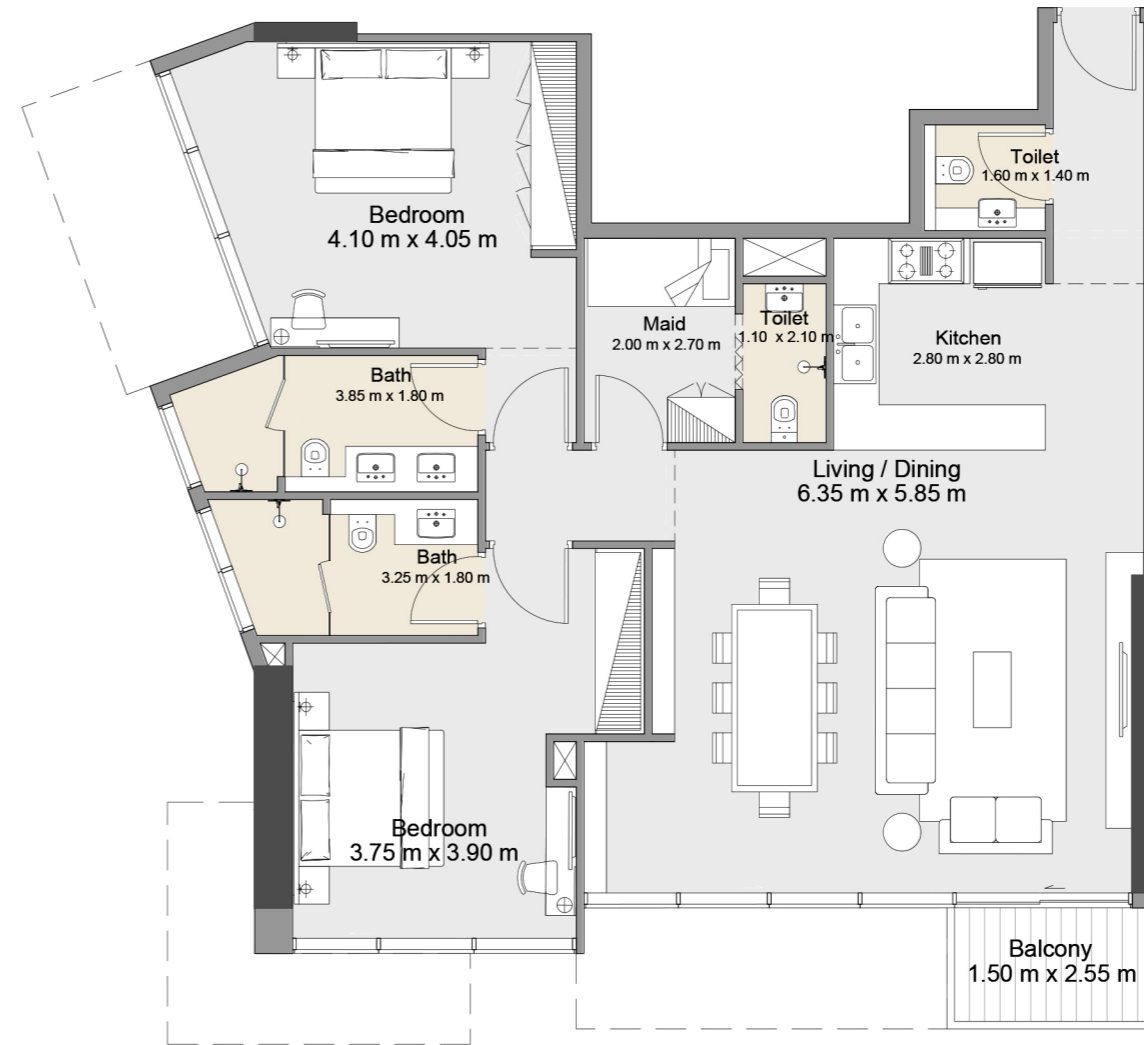 Toilet
1.60 m x 1.40 m
Bedroom
4.10 m x 4.05 m
Maid
2.00 m x 2.70 m
Toilet
1.10 x 2.10 m
Kitchen
2.80 m x 2.80 m
Bath
3.85 m x 1.80 m
Living / Dining
6.35 m x 5.85 m
Bath
3.25 m x 1.80 m
Bedroom
3.75 m x 3.90 m
Balcony
1.50 m x 2.55 m